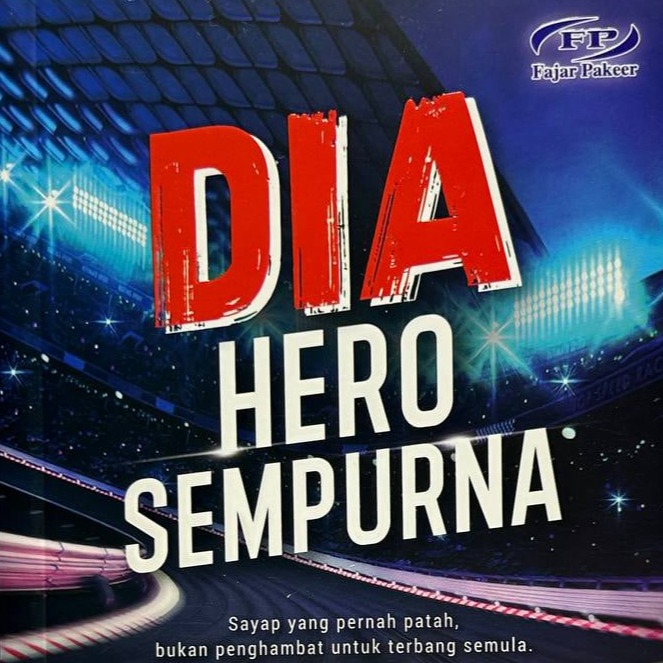 FP
Fajar Pakeer
DIA
HERO
SEMPURNA
Sayap yang pernah patah,
bukan penghambat untuk terbang semula.